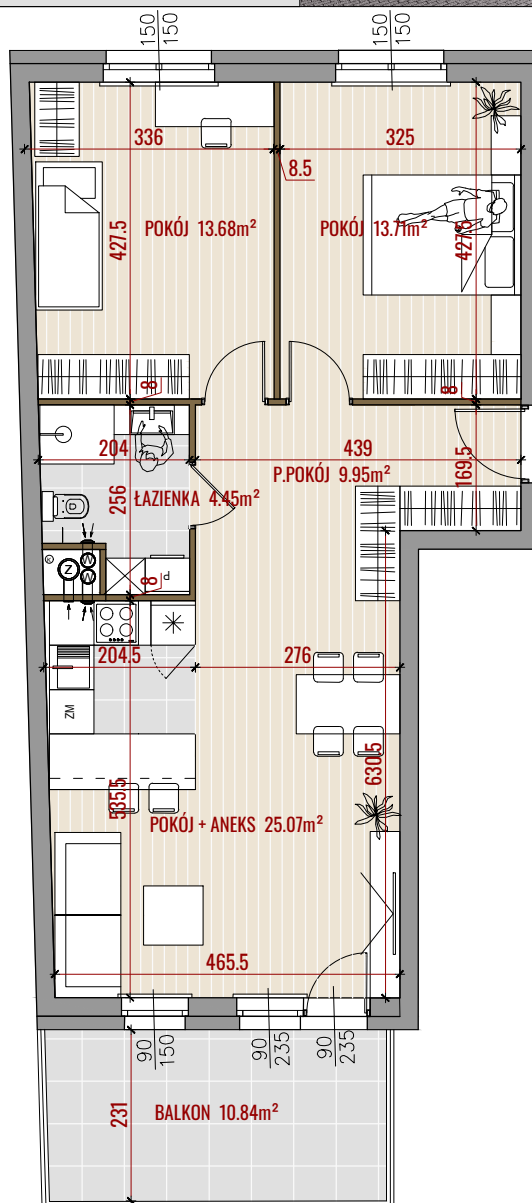 150
150
150
150
336
325
8.5
POKÓJ 13.68m²
POKÓJ 13.71m²
427.5
427.5
8
8
204
439
P.POKÓJ 9.95m²
169.5
256
ŁAZIENKA 4.45m²
K
Z
W
W
P
8
204.5
276
ZM
630.5
535.5
POKÓJ + ANEKS 25.07m²
465.5
90
150
90
235
90
235
231
BALKON 10.84m²